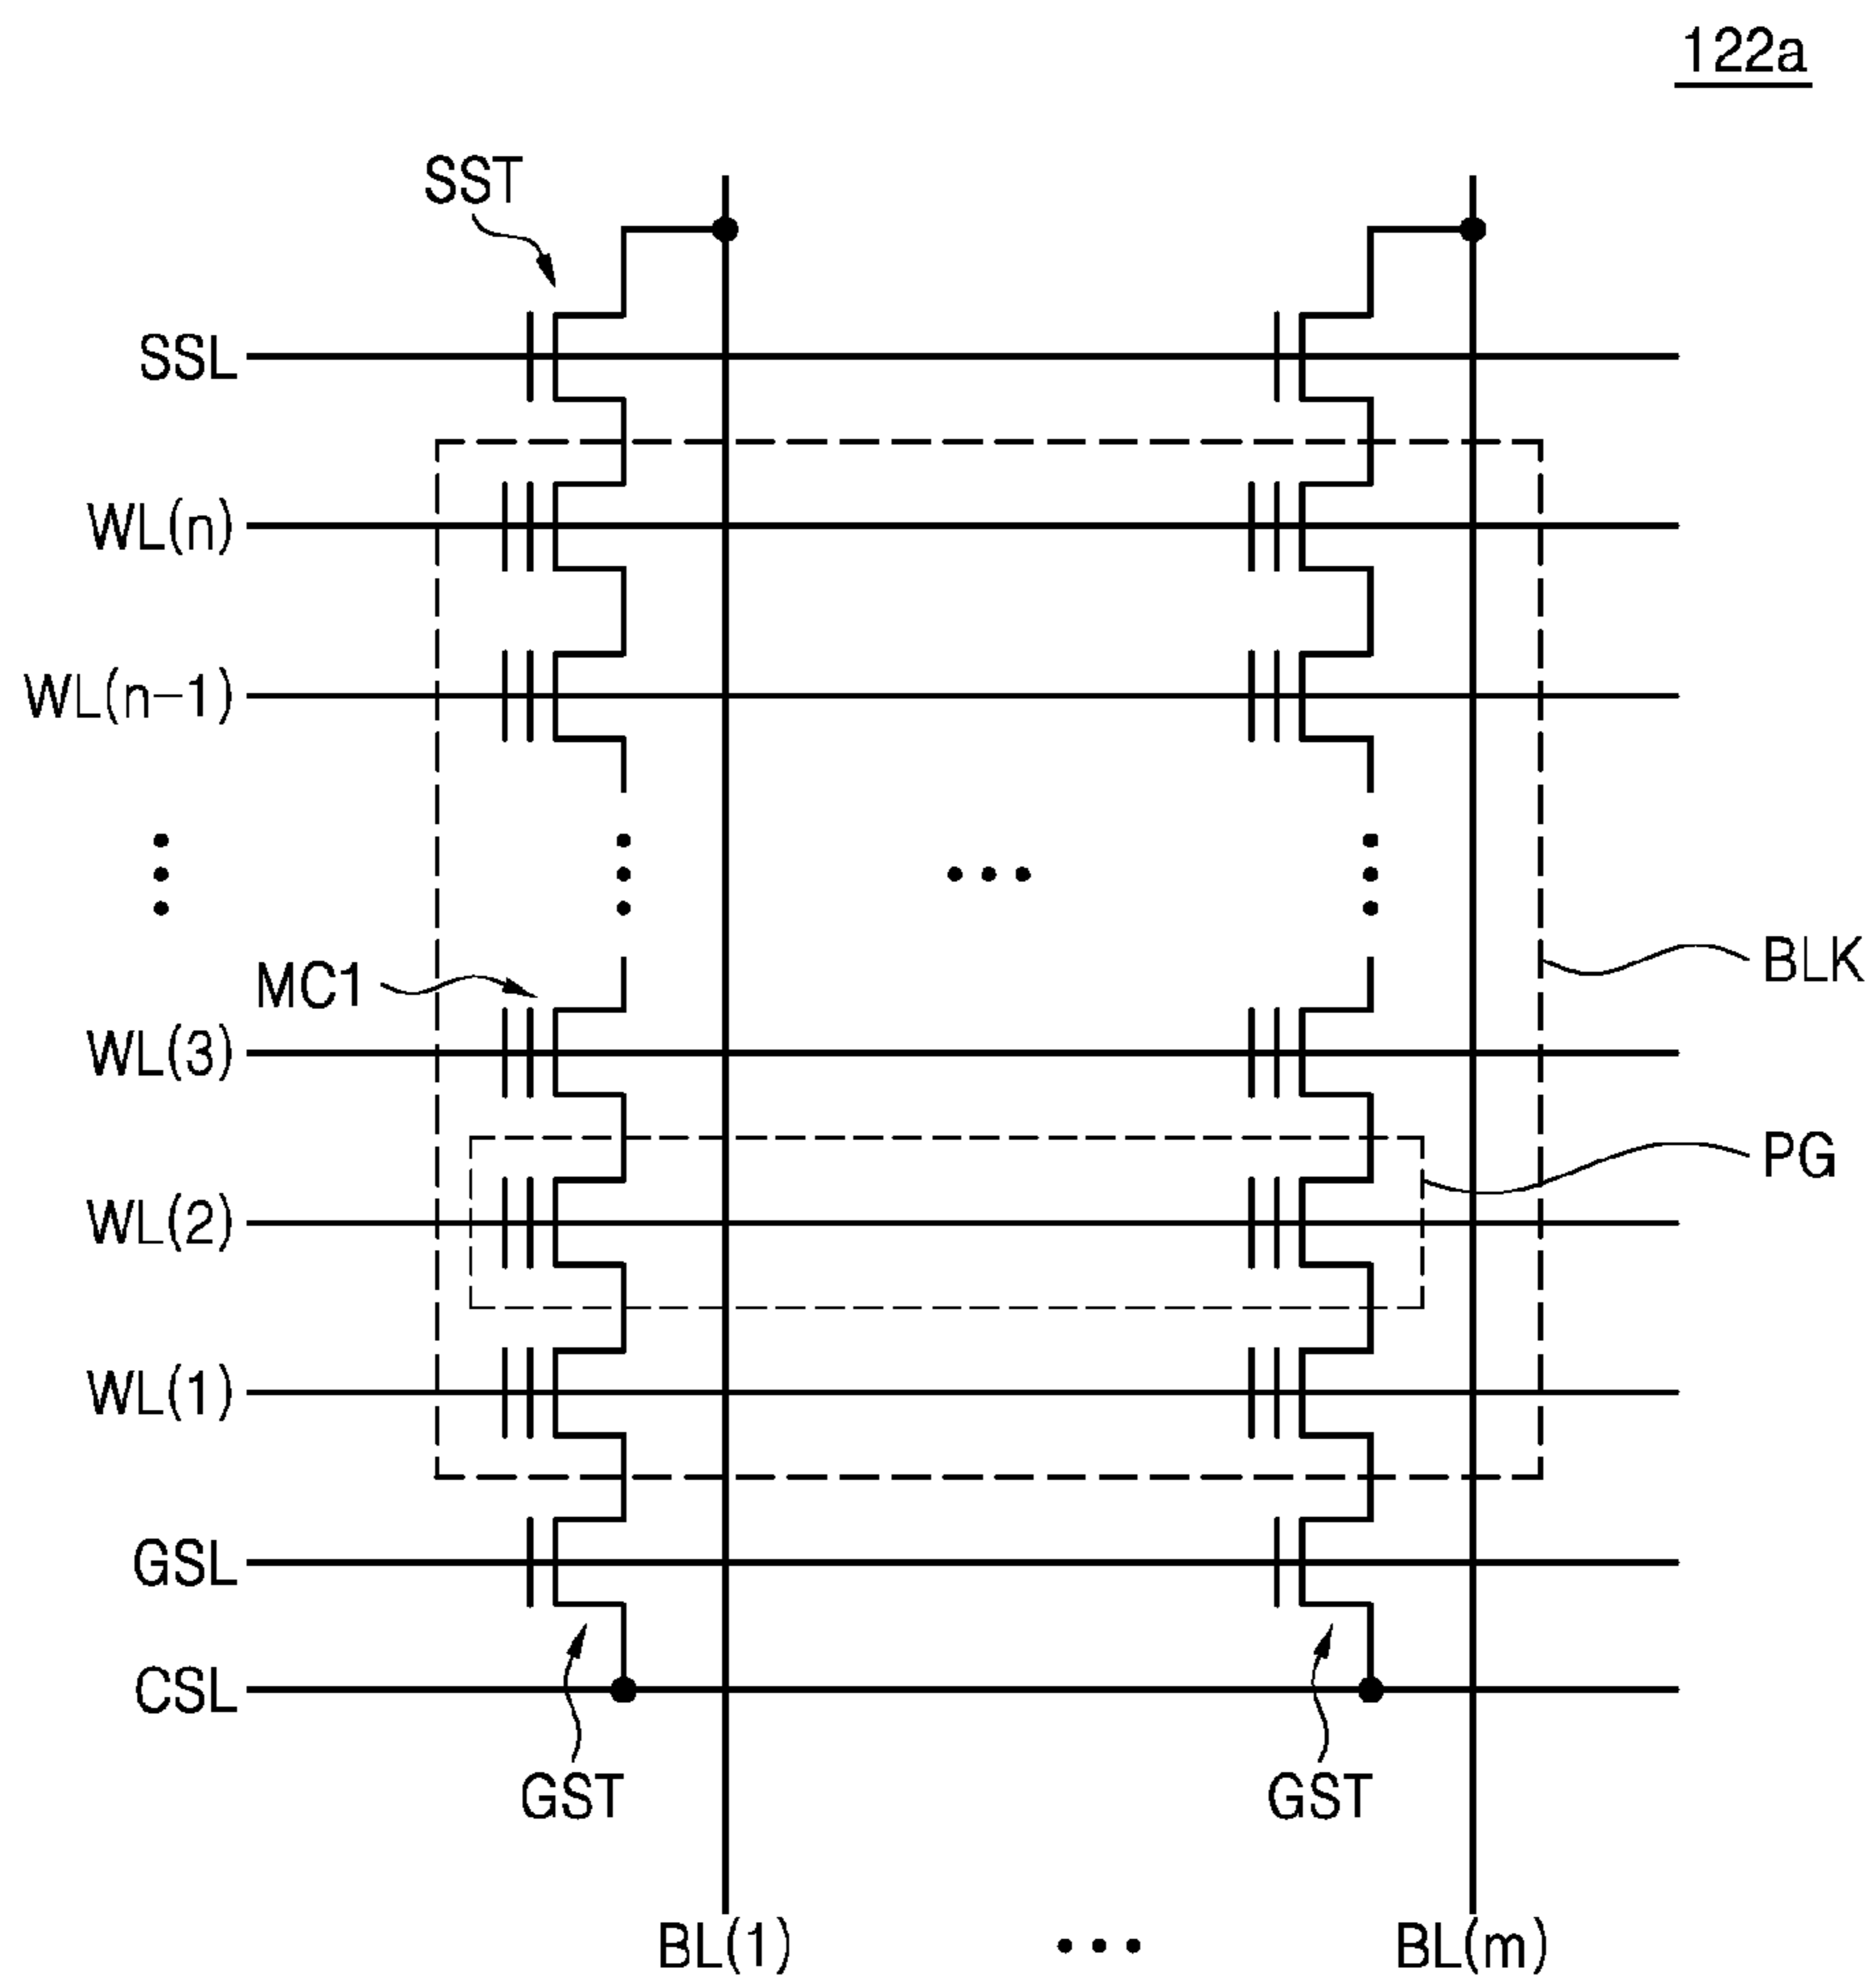 122a
SST
SSL
WL(n)
WL(n-1)
BLK
MC1
WL(3)
PG
WL(2)
WL(1)
GSL
CSL
GST GST
BL(1) ... BL(m)